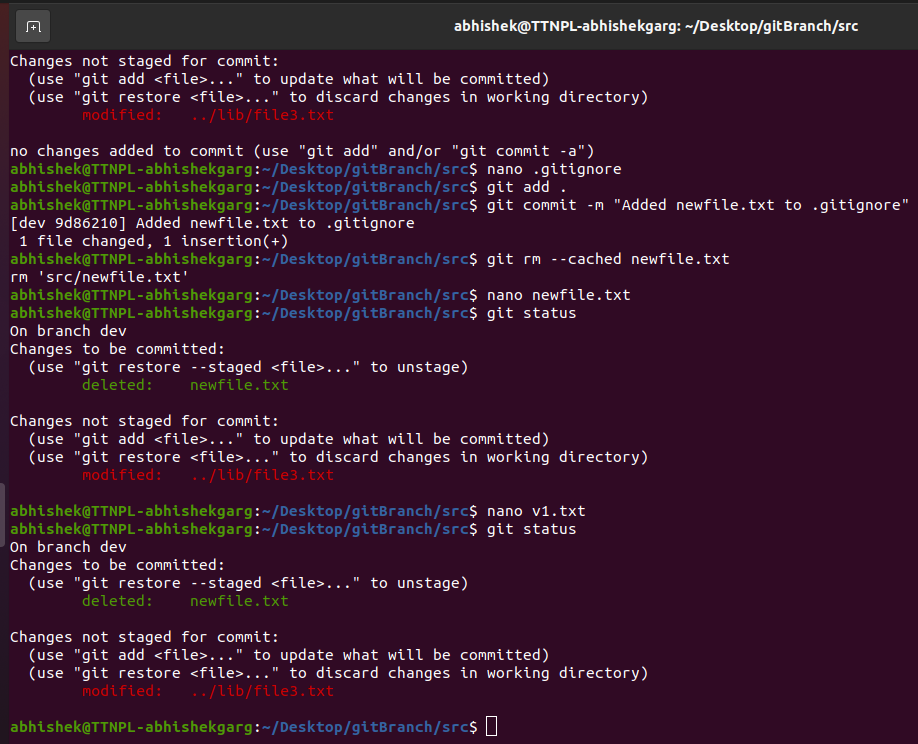 abhishek@TTNPL-abhishekgarg: ~/Desktop/gitBranch/src
Changes not staged for commit:
  (use "git add <file>..." to update what will be committed)
  (use "git restore <file>..." to discard changes in working directory)
        modified:   ../lib/file3.txt

no changes added to commit (use "git add" and/or "git commit -a")
abhishek@TTNPL-abhishekgarg:~/Desktop/gitBranch/src$ nano .gitignore
abhishek@TTNPL-abhishekgarg:~/Desktop/gitBranch/src$ git add .
abhishek@TTNPL-abhishekgarg:~/Desktop/gitBranch/src$ git commit -m "Added newfile.txt to .gitignore"
[dev 9d86210] Added newfile.txt to .gitignore
 1 file changed, 1 insertion(+)
abhishek@TTNPL-abhishekgarg:~/Desktop/gitBranch/src$ git rm --cached newfile.txt
rm 'src/newfile.txt'
abhishek@TTNPL-abhishekgarg:~/Desktop/gitBranch/src$ nano newfile.txt
abhishek@TTNPL-abhishekgarg:~/Desktop/gitBranch/src$ git status
On branch dev
Changes to be committed:
  (use "git restore --staged <file>..." to unstage)
        deleted:    newfile.txt

Changes not staged for commit:
  (use "git add <file>..." to update what will be committed)
  (use "git restore <file>..." to discard changes in working directory)
        modified:   ../lib/file3.txt

abhishek@TTNPL-abhishekgarg:~/Desktop/gitBranch/src$ nano v1.txt
abhishek@TTNPL-abhishekgarg:~/Desktop/gitBranch/src$ git status
On branch dev
Changes to be committed:
  (use "git restore --staged <file>..." to unstage)
        deleted:    newfile.txt

Changes not staged for commit:
  (use "git add <file>..." to update what will be committed)
  (use "git restore <file>..." to discard changes in working directory)
        modified:   ../lib/file3.txt

abhishek@TTNPL-abhishekgarg:~/Desktop/gitBranch/src$